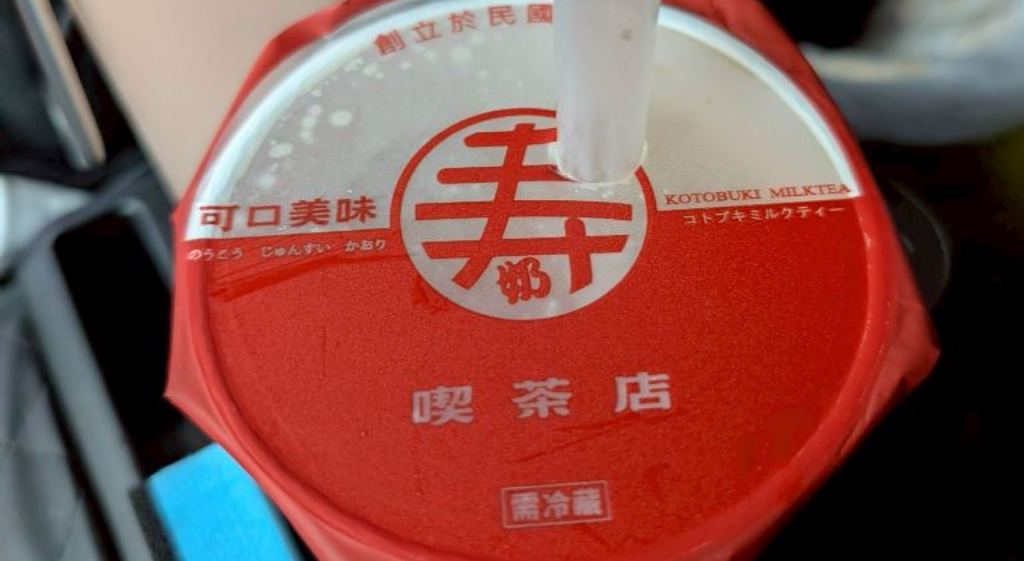 創立於民國
寿
奶
可口美味
のうこう じゅんすい かおり
KOTOBUKI MILKTEA
コトブキミルクティー
喫茶店
需冷藏